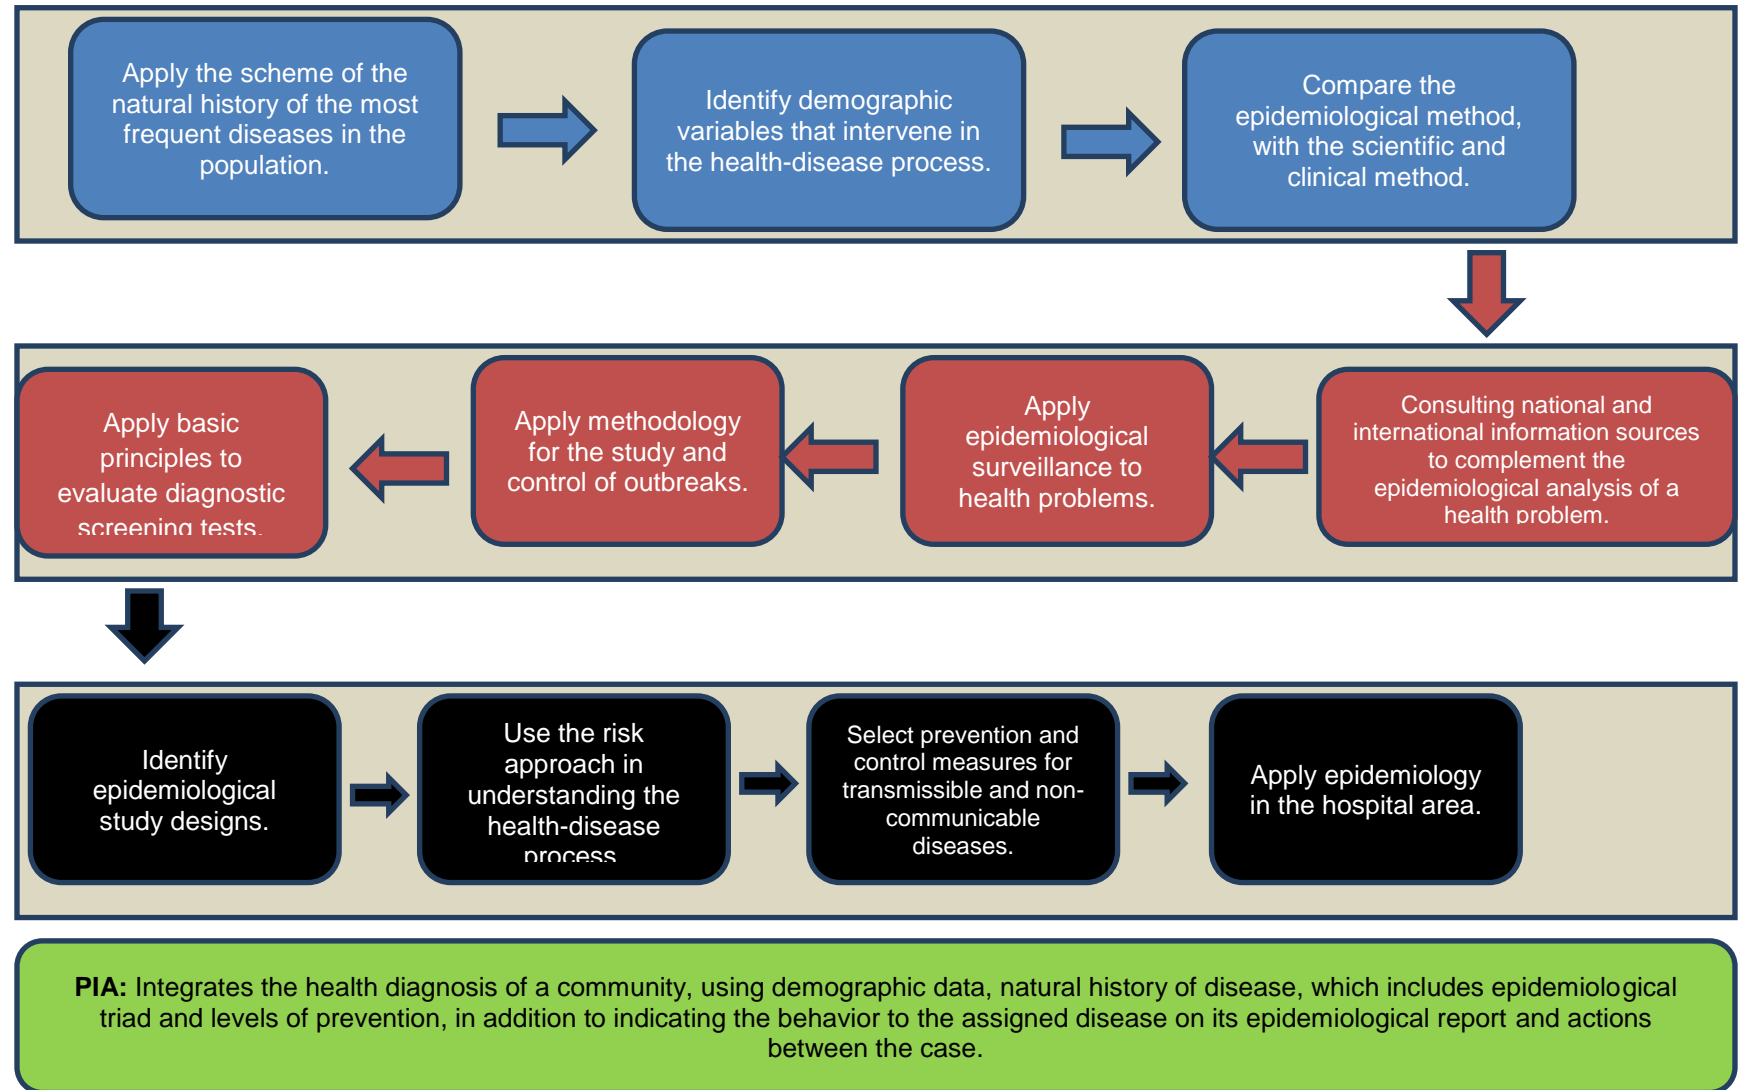 Apply the scheme of the
natural history of the most
frequent diseases in the
population.
Identify demographic
variables that intervene in
the health-disease process.
Compare the
epidemiological method,
with the scientific and
clinical method.
Consulting national and
international information sources
to complement the
epidemiological analysis of a
health problem.
Apply
epidemiological
surveillance to
health problems.
Apply methodology
for the study and
control of outbreaks.
Apply basic
principles to
evaluate diagnostic
screening tests.
Identify
epidemiological
study designs.
Use the risk
approach in
understanding the
health-disease
process
Select prevention and
control measures for
transmissible and non-
communicable
diseases.
Apply epidemiology
in the hospital area.
PIA: Integrates the health diagnosis of a community, using demographic data, natural history of disease, which includes epidemiological
triad and levels of prevention, in addition to indicating the behavior to the assigned disease on its epidemiological report and actions
between the case.